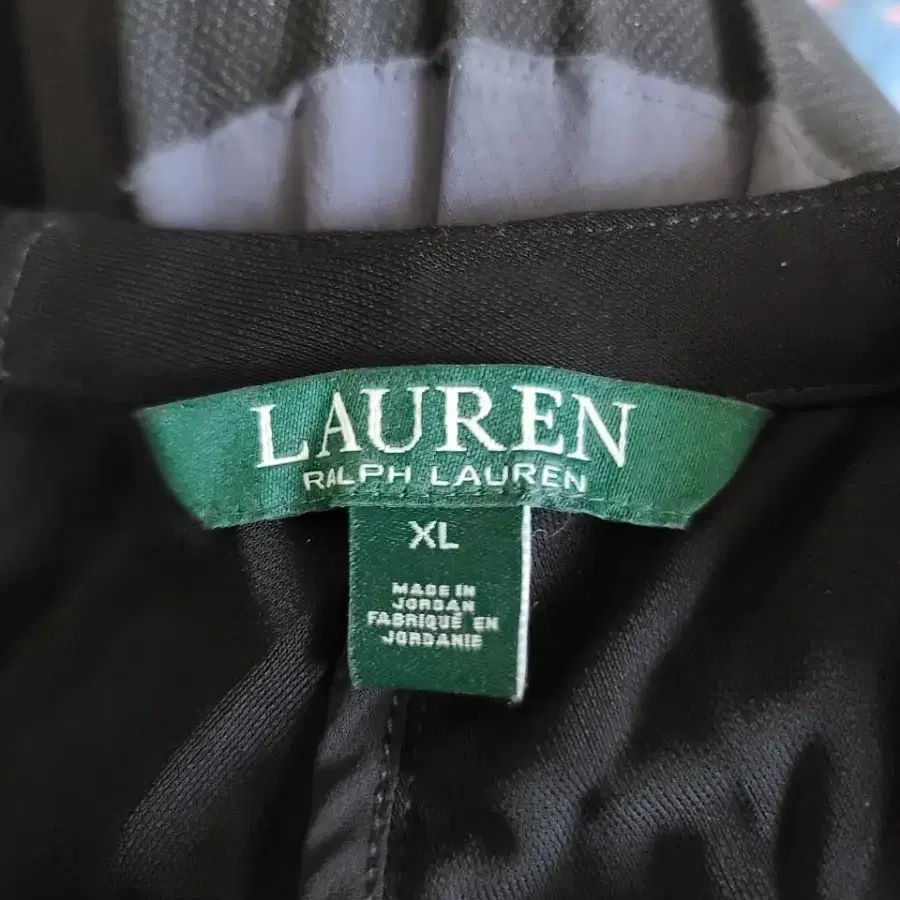 LAUREN
RALPH LAUREN
XL
MADE IN
JORDAN
FABRIQUÉ EN
JORDANIE